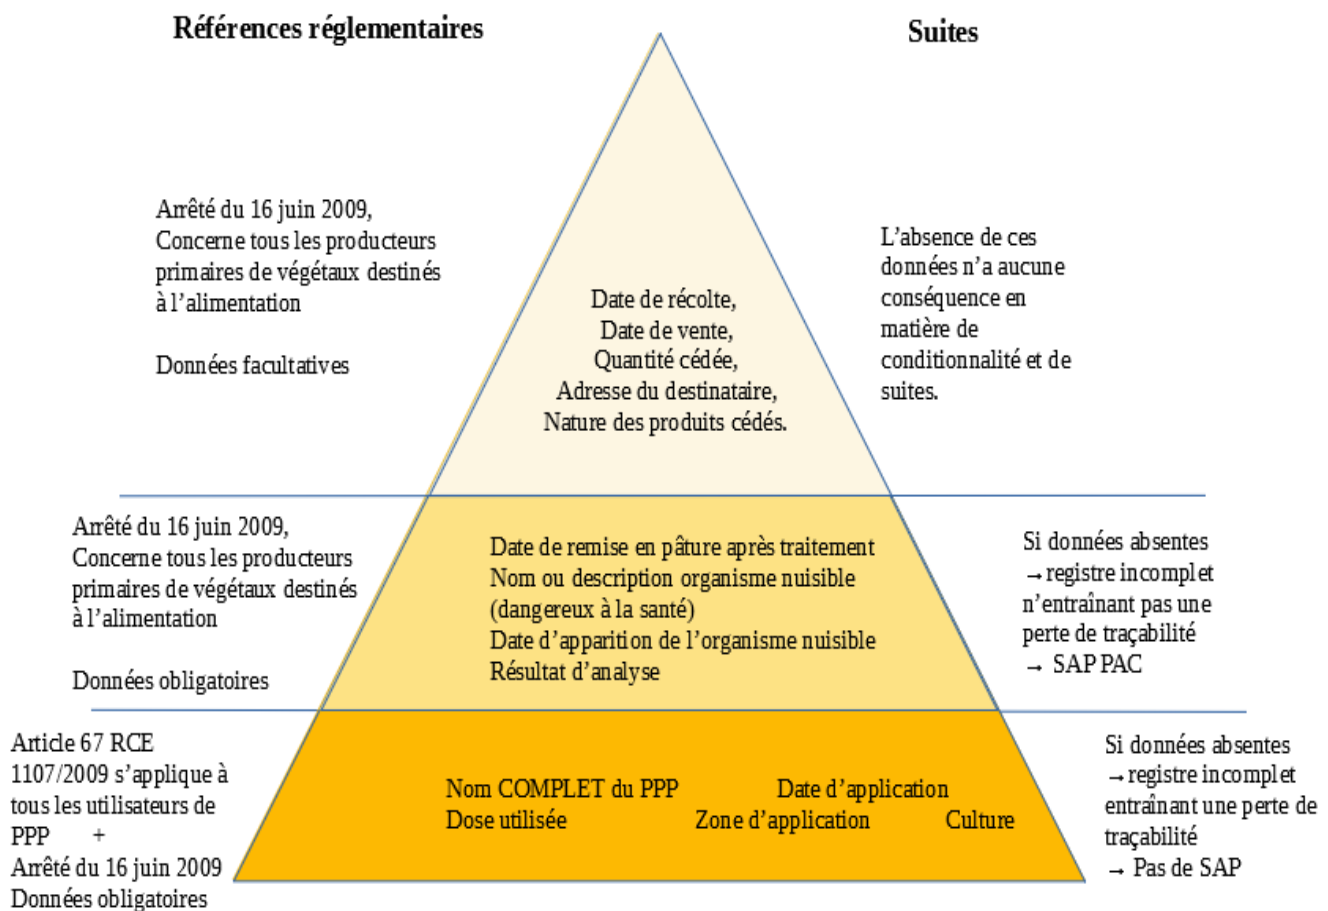 Références réglementaires
Suites
Arrêté du 16 juin 2009,
Concerne tous les producteurs
primaires de végétaux destinés
à l’alimentation
Données facultatives
Date de récolte,
Date de vente,
Quantité cédée,
Adresse du destinataire,
Nature des produits cédés.
L’absence de ces
données n’a aucune
conséquence en
matière de
conditionnalité et de
suites.
Arrêté du 16 juin 2009,
Concerne tous les producteurs
primaires de végétaux destinés
à l’alimentation
Données obligatoires
Date de remise en pâture après traitement
Nom ou description organisme nuisible
(dangereux à la santé)
Date d’apparition de l’organisme nuisible
Résultat d’analyse
Si données absentes
→registre incomplet
n’entraînant pas une
perte de traçabilité
→ SAP PAC
Article 67 RCE
1107/2009 s’applique à
tous les utilisateurs de
PPP +
Arrêté du 16 juin 2009
Données obligatoires
Nom COMPLET du PPP Date d’application
Dose utilisée Zone d’application Culture
Si données absentes
→registre incomplet
entraînant une perte de
traçabilité
→ Pas de SAP